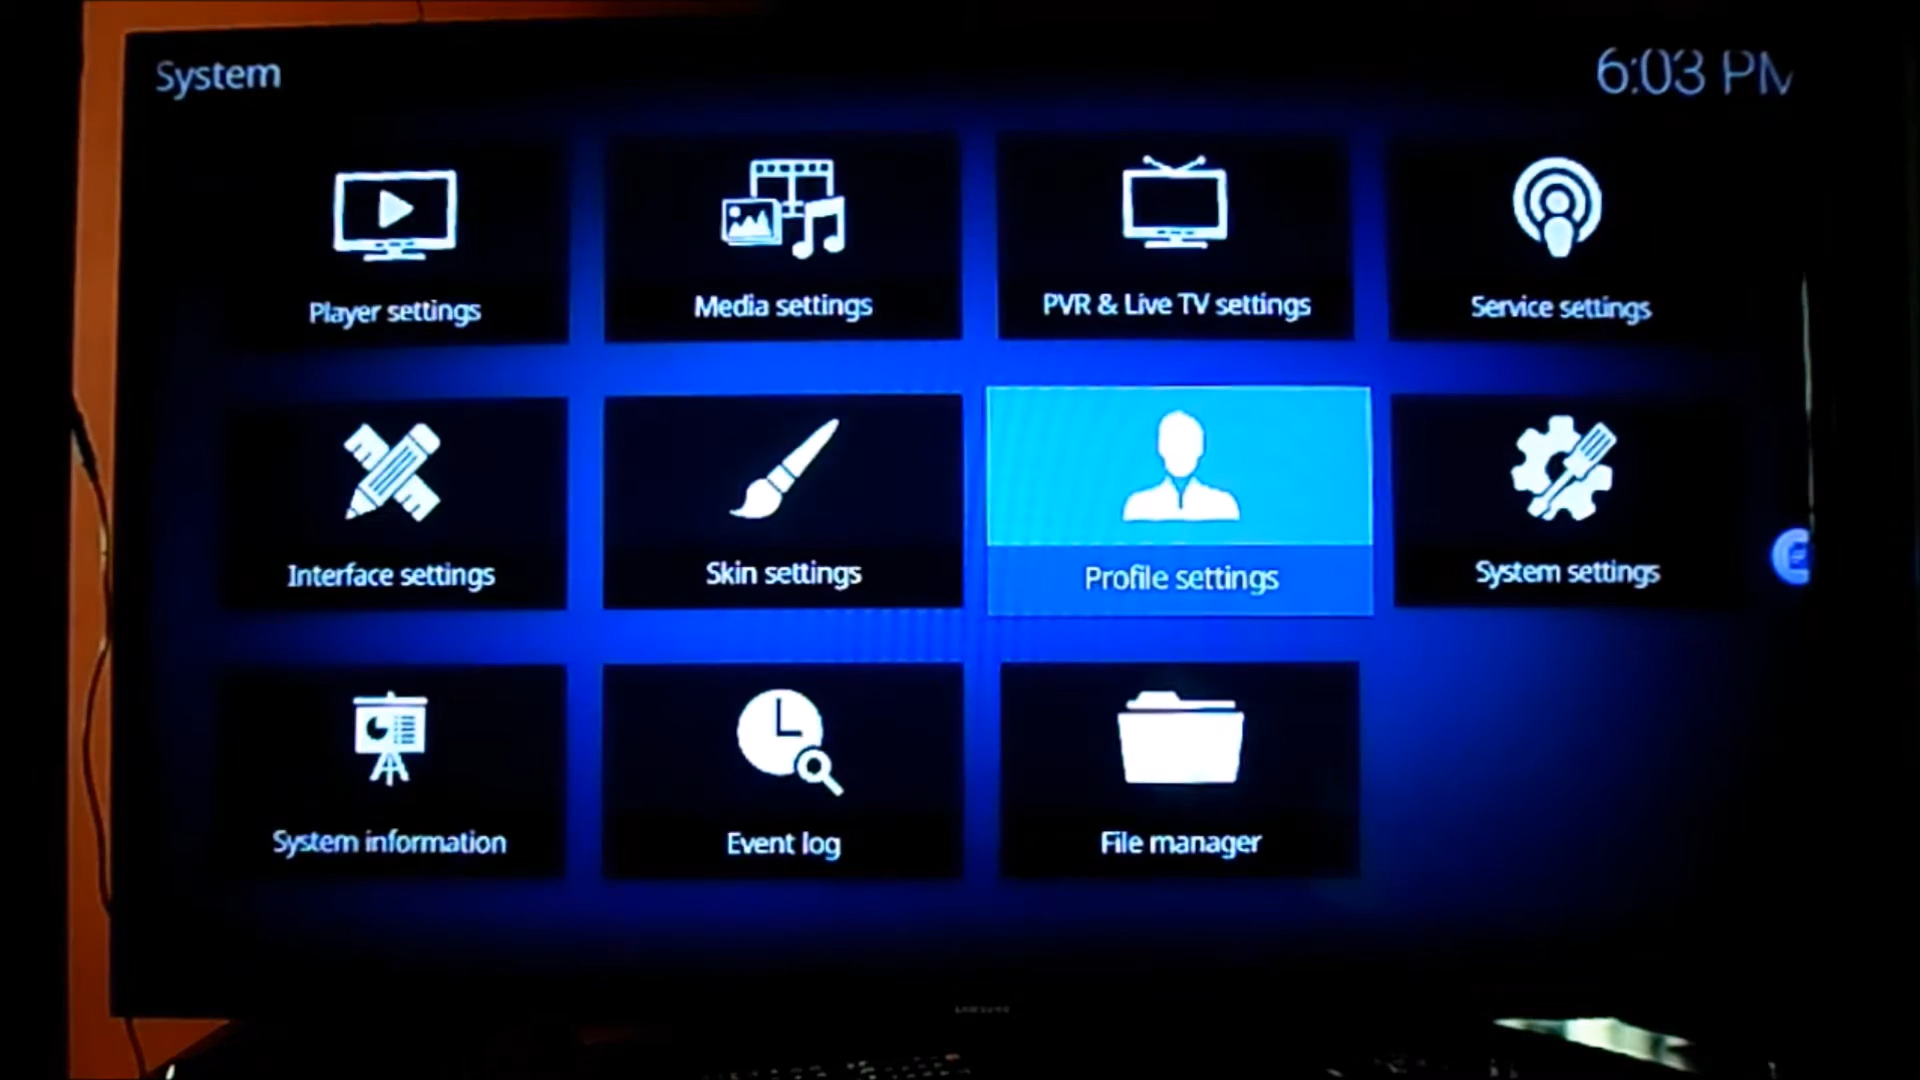 System
6:03 PM
Player settings
Media settings
PVR & Live TV settings
Service settings
Interface settings
Skin settings
Profile settings
System settings
System information
Event log
File manager
SAMSUNG